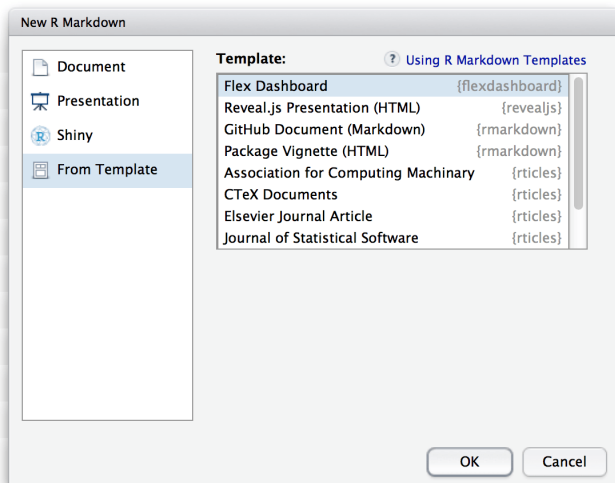 New R Markdown
Document
Presentation
R Shiny
From Template
Template:
? Using R Markdown Templates
Flex Dashboard {flexdashboard}
Reveal.js Presentation (HTML) {revealjs}
GitHub Document (Markdown) {rmarkdown}
Package Vignette (HTML) {rmarkdown}
Association for Computing Machinary {rticles}
CTeX Documents {rticles}
Elsevier Journal Article {rticles}
Journal of Statistical Software {rticles}
OK Cancel